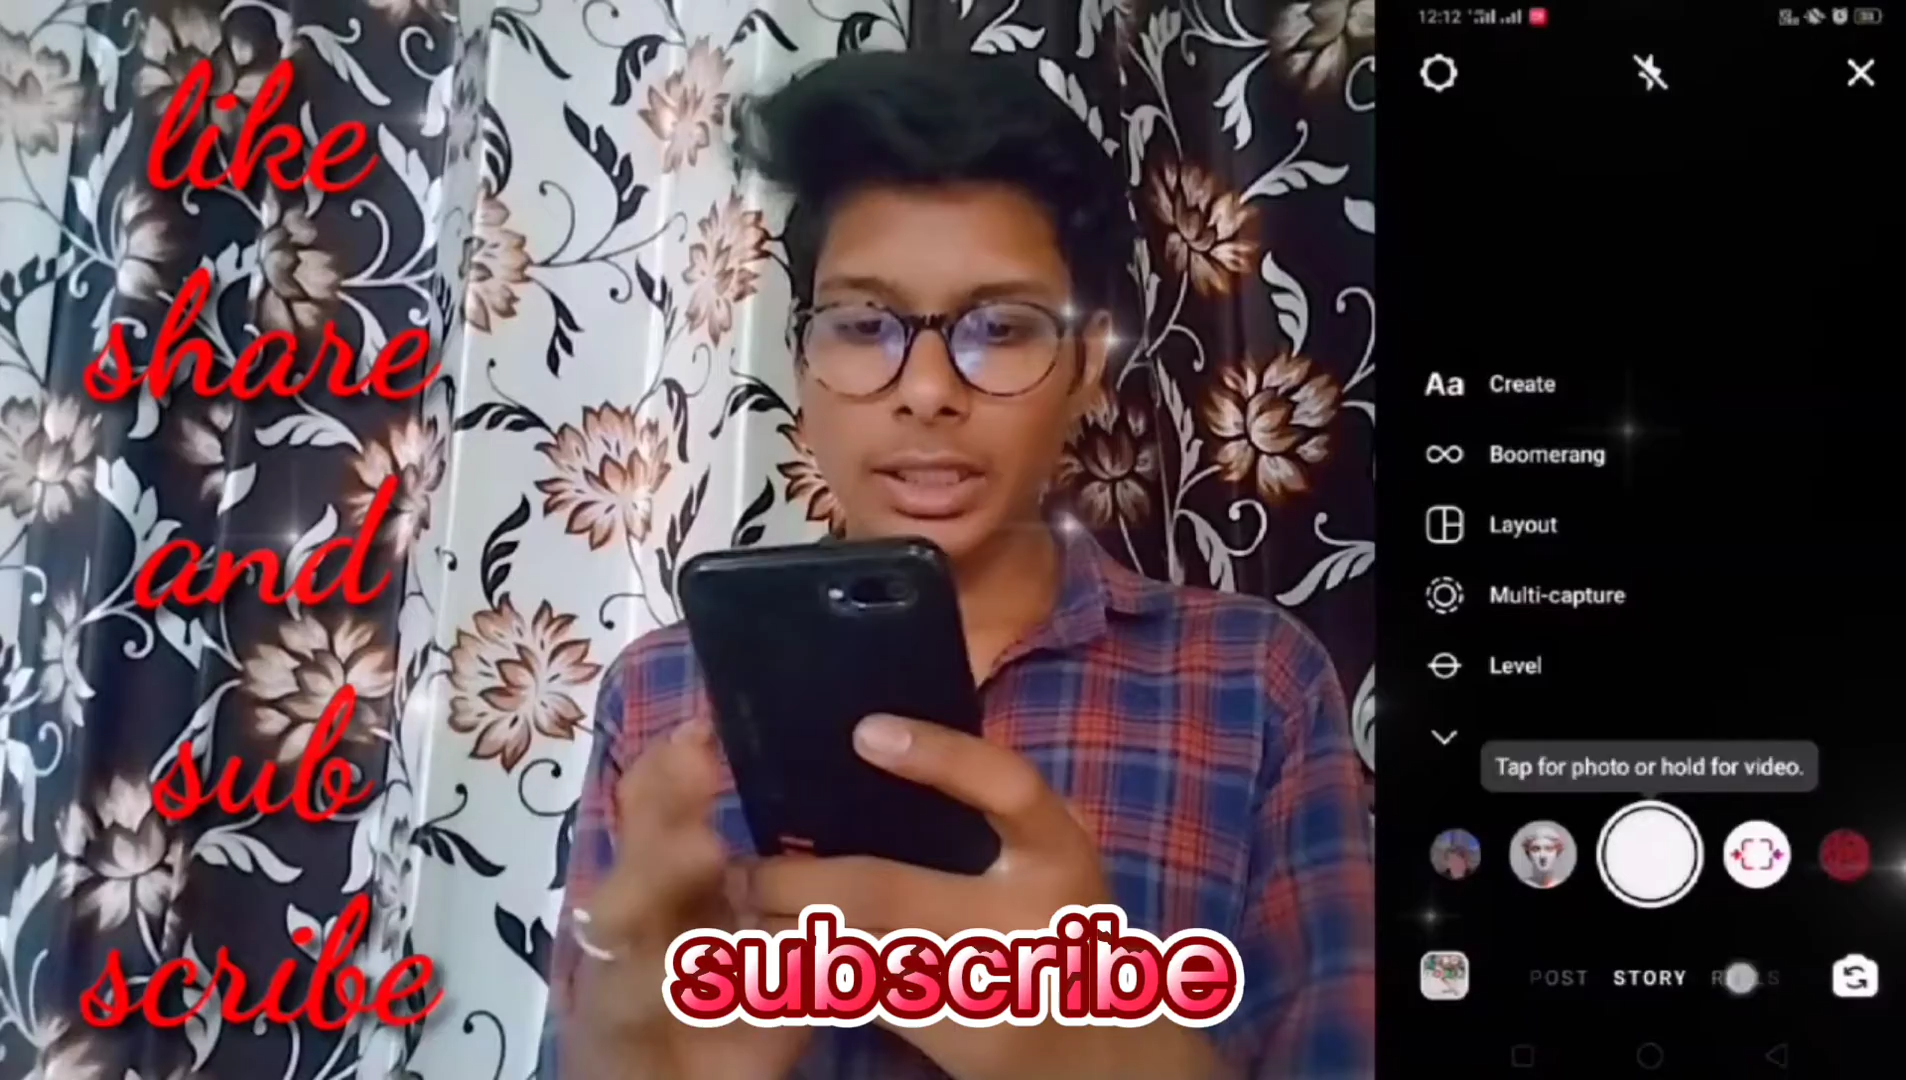 like
share
and
sub
scribe
subscribe
12:12
Aa Create
Boomerang
Layout
Multi-capture
Level
Tap for photo or hold for video.
POST STORY